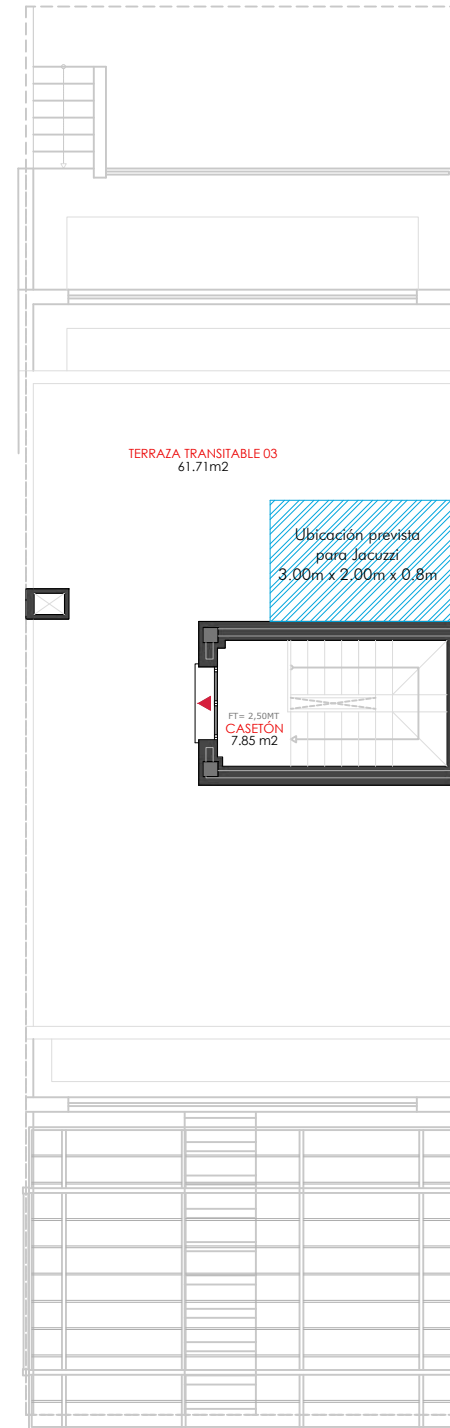 TERRAZA TRANSITABLE 03
61.71m2
Ubicación prevista
para Jacuzzi
3.00m x 2.00m x 0.8m
FT= 2,50MT
CASETÓN
7.85 m2